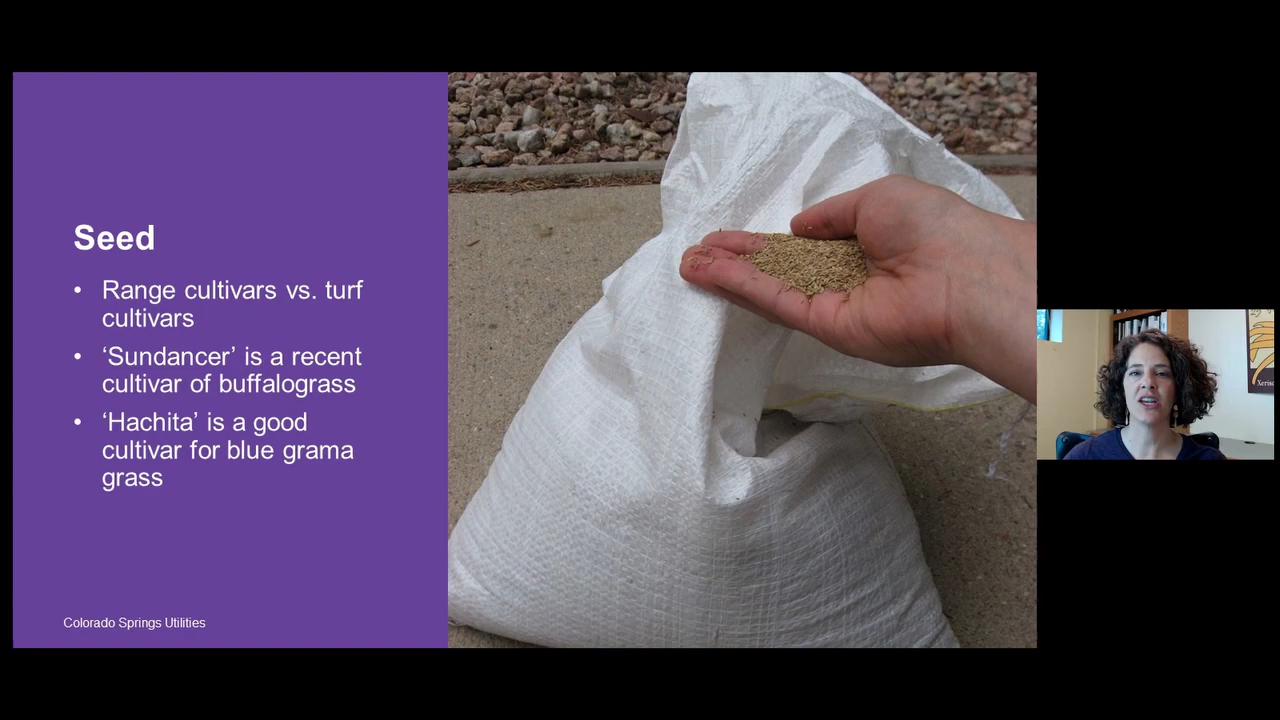 Seed
• Range cultivars vs. turf
cultivars
• ‘Sundancer’ is a recent
cultivar of buffalograss
• ‘Hachita’ is a good
cultivar for blue grama
grass
Colorado Springs Utilities